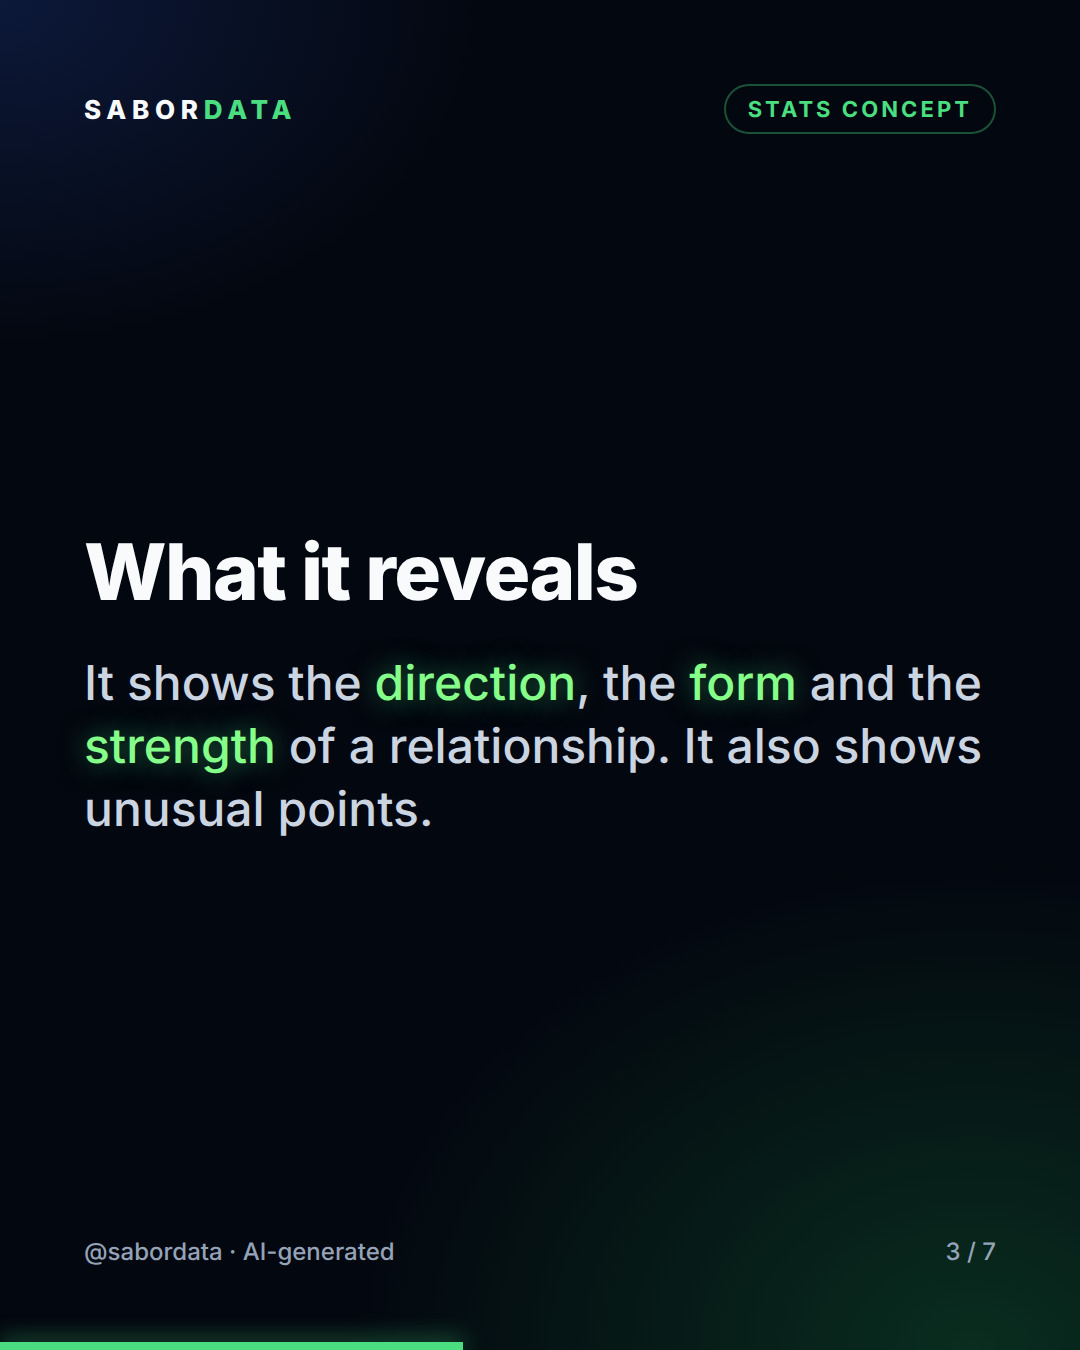 SABORDATA
STATS CONCEPT
What it reveals
It shows the direction, the form and the
strength of a relationship. It also shows
unusual points.
@sabordata · AI-generated
3 / 7